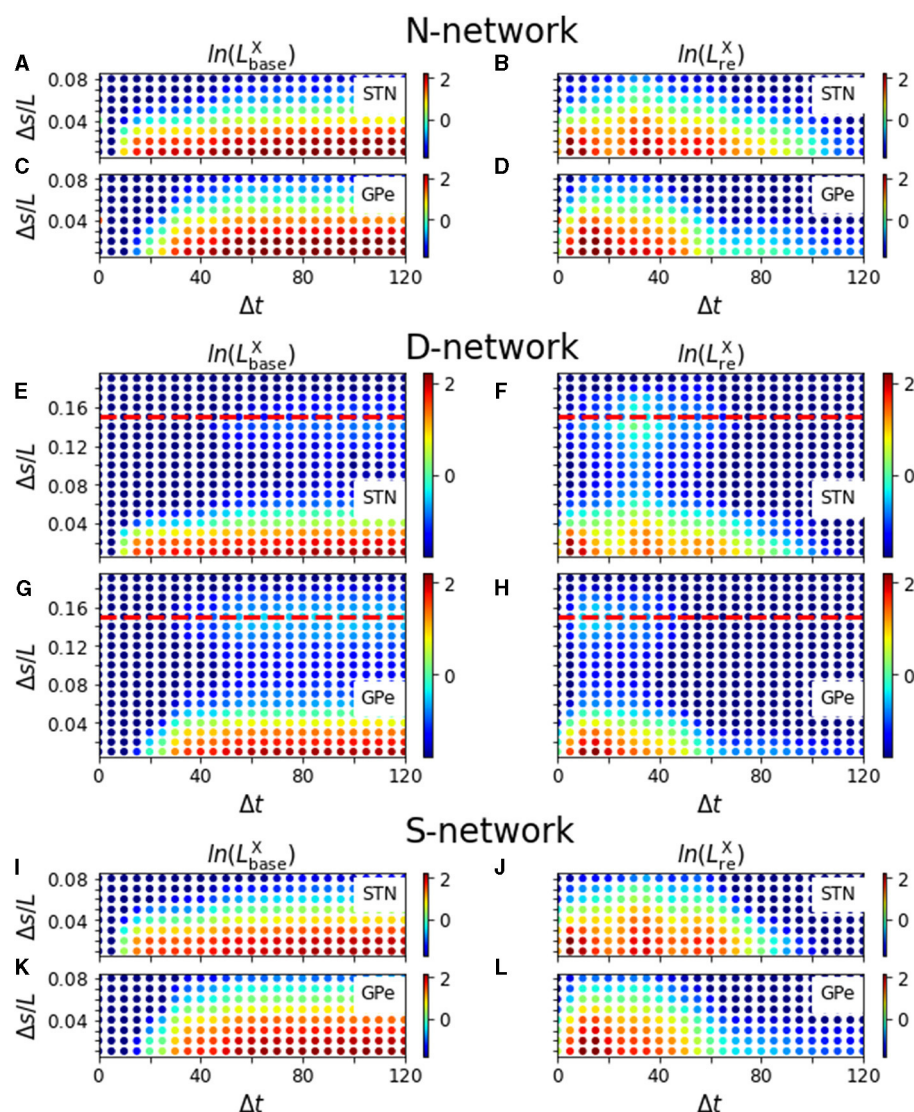 N-network
A
ln(L^X_base)
B
ln(L^X_re)
0.08
STN
2
STN
2
Δs/L
0.04
0
0
C
D
0.08
GPe
2
GPe
2
Δs/L
0.04
0
0
0 40 80 120
0 40 80 120
Δt
Δt
D-network
ln(L^X_base)
ln(L^X_re)
E
F
2
2
0.16
Δs/L
0.12
0
0
0.08
STN
STN
0.04
G
H
2
2
0.16
Δs/L
0.12
0
0
0.08
GPe
GPe
0.04
0 40 80 120
0 40 80 120
Δt
Δt
S-network
ln(L^X_base)
ln(L^X_re)
I
J
0.08
STN
2
STN
2
Δs/L
0.04
0
0
K
L
0.08
GPe
2
GPe
2
Δs/L
0.04
0
0
0 40 80 120
0 40 80 120
Δt
Δt